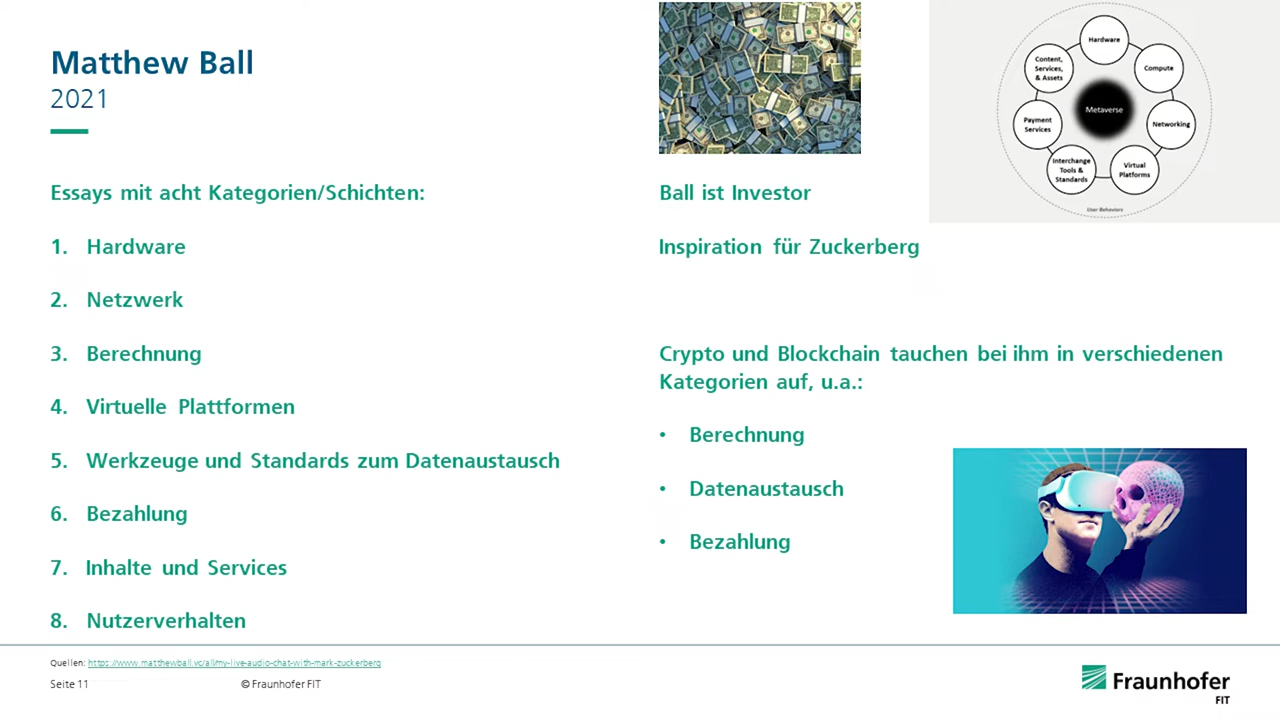 Matthew Ball
2021
Essays mit acht Kategorien/Schichten:
1. Hardware
2. Netzwerk
3. Berechnung
4. Virtuelle Plattformen
5. Werkzeuge und Standards zum Datenaustausch
6. Bezahlung
7. Inhalte und Services
8. Nutzerverhalten
Ball ist Investor
Inspiration für Zuckerberg
Crypto und Blockchain tauchen bei ihm in verschiedenen
Kategorien auf, u.a.:
• Berechnung
• Datenaustausch
• Bezahlung
Hardware
Compute
Networking
Virtual
Platforms
Interchange
Tools &
Standards
Payment
Services
Content,
Services,
& Assets
Metaverse
User Behaviors
Quellen: https://www.matthewball.vc/all/my-live-audio-chat-with-mark-zuckerberg
Seite 11
© Fraunhofer FIT
Fraunhofer
FIT